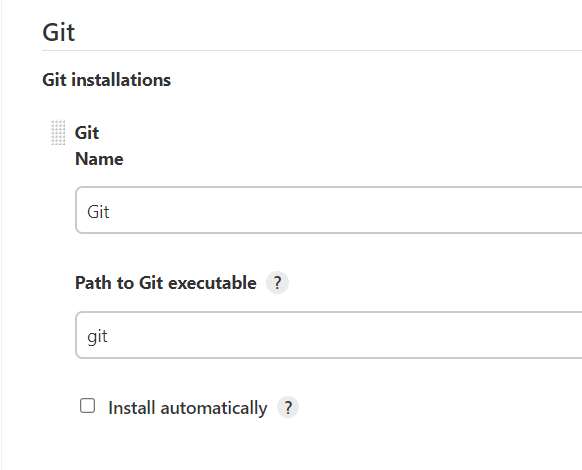 Git
Git installations
Git
Name
Git
Path to Git executable ?
git
Install automatically ?